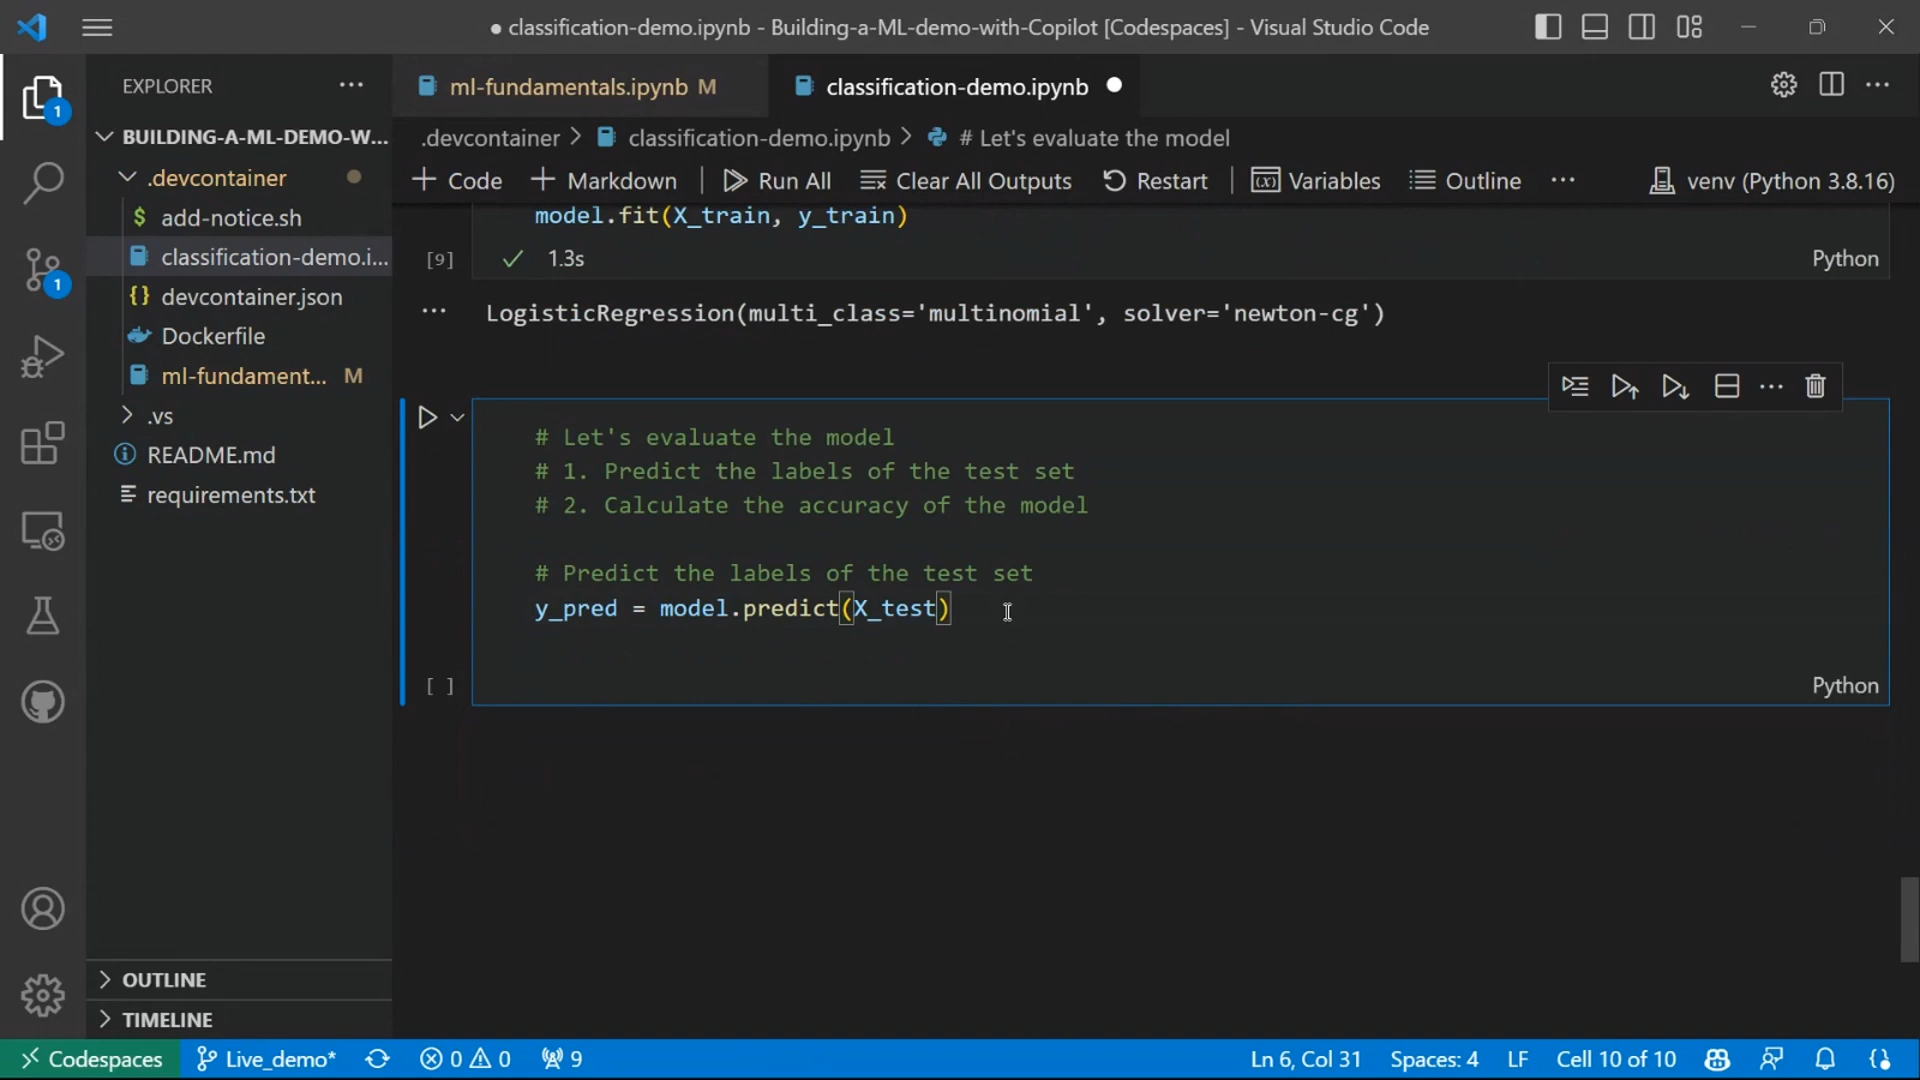 ● classification-demo.ipynb - Building-a-ML-demo-with-Copilot [Codespaces] - Visual Studio Code
EXPLORER
BUILDING-A-ML-DEMO-W...
.devcontainer
add-notice.sh
classification-demo.i...
devcontainer.json
Dockerfile
ml-fundament... M
.vs
README.md
requirements.txt
OUTLINE
TIMELINE
1
1
ml-fundamentals.ipynb M
classification-demo.ipynb ●
.devcontainer > classification-demo.ipynb > # Let's evaluate the model
+ Code + Markdown | Run All Clear All Outputs Restart | Variables Outline ... venv (Python 3.8.16)
model.fit(X_train, y_train)
[9] ✓ 1.3s Python
... LogisticRegression(multi_class='multinomial', solver='newton-cg')
# Let's evaluate the model
# 1. Predict the labels of the test set
# 2. Calculate the accuracy of the model
# Predict the labels of the test set
y_pred = model.predict(X_test)
[ ] Python
Codespaces Live_demo* 0 0 9 Ln 6, Col 31 Spaces: 4 LF Cell 10 of 10